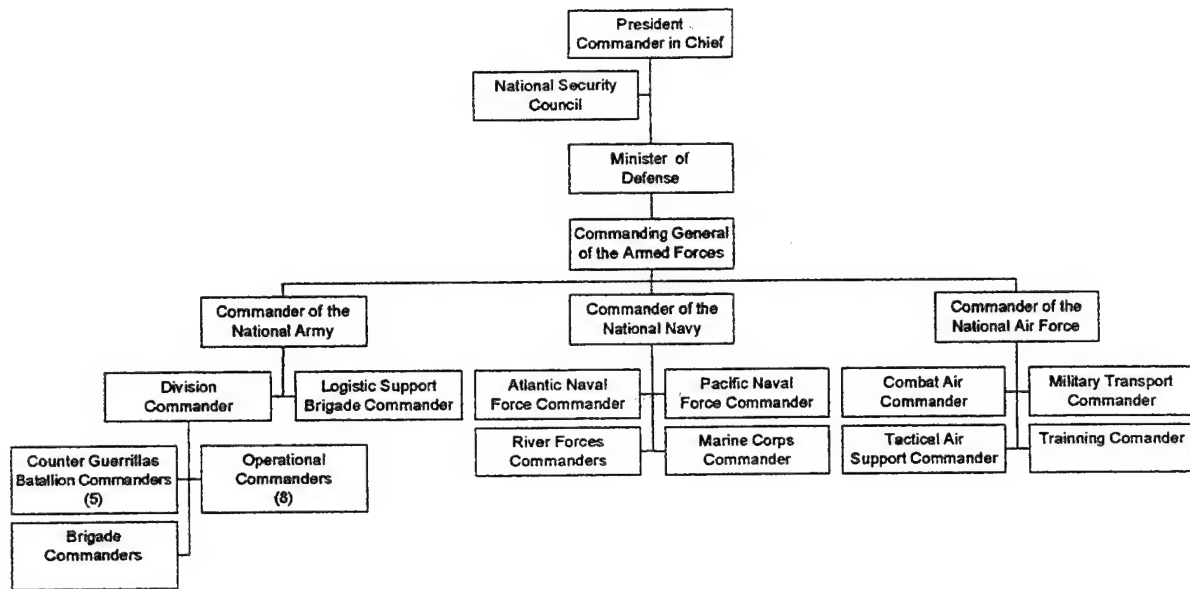 President
Commander in Chief
National Security
Council
Minister of
Defense
Commanding General
of the Armed Forces
Commander of the
National Army
Commander of the
National Navy
Commander of the
National Air Force
Division
Commander
Logistic Support
Brigade Commander
Atlantic Naval
Force Commander
Pacific Naval
Force Commander
Combat Air
Commander
Military Transport
Commander
Counter Guerrillas
Batallion Commanders
(5)
Operational
Commanders
(8)
River Forces
Commanders
Marine Corps
Commander
Tactical Air
Support Commander
Trainning Comander
Brigade
Commanders